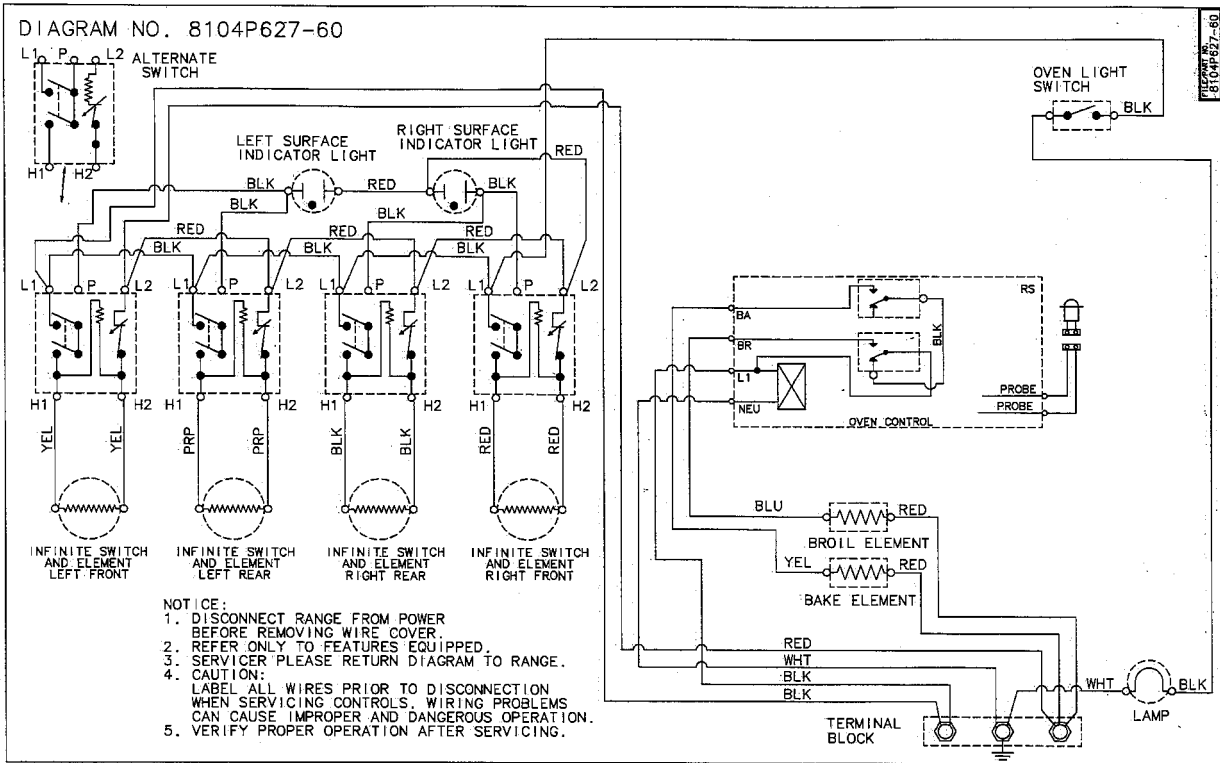 DIAGRAM NO. 8104P627-60
FILE/PART NO.
8104P627-60
L1 P L2
ALTERNATE
SWITCH
H1 H2
OVEN LIGHT
SWITCH
BLK
LEFT SURFACE
INDICATOR LIGHT
RIGHT SURFACE
INDICATOR LIGHT
RED
BLK RED BLK
BLK BLK
RED RED RED
BLK BLK BLK
L1 P L2 L1 P L2 L1 P L2 L1 P L2
H1 H2 H1 H2 H1 H2 H1 H2
YEL YEL PRP PRP BLK BLK RED RED
INFINITE SWITCH
AND ELEMENT
LEFT FRONT
INFINITE SWITCH
AND ELEMENT
LEFT REAR
INFINITE SWITCH
AND ELEMENT
RIGHT REAR
INFINITE SWITCH
AND ELEMENT
RIGHT FRONT
RS
BA
BLK
BR
L1
NEU
PROBE
PROBE
OVEN CONTROL
BLU RED
BROIL ELEMENT
YEL RED
BAKE ELEMENT
NOTICE:
1. DISCONNECT RANGE FROM POWER
BEFORE REMOVING WIRE COVER.
2. REFER ONLY TO FEATURES EQUIPPED.
3. SERVICER PLEASE RETURN DIAGRAM TO RANGE.
4. CAUTION:
LABEL ALL WIRES PRIOR TO DISCONNECTION
WHEN SERVICING CONTROLS. WIRING PROBLEMS
CAN CAUSE IMPROPER AND DANGEROUS OPERATION.
5. VERIFY PROPER OPERATION AFTER SERVICING.
RED
WHT
BLK
BLK
WHT BLK
LAMP
TERMINAL
BLOCK